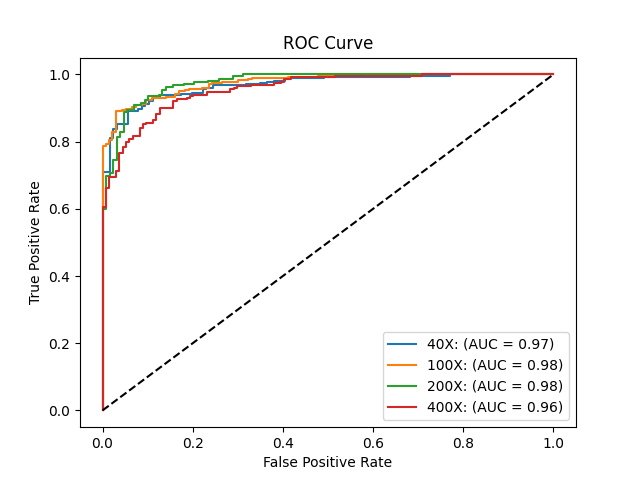 ROC Curve
True Positive Rate
1.0
0.8
0.6
0.4
0.2
0.0
0.0 0.2 0.4 0.6 0.8 1.0
False Positive Rate
40X: (AUC = 0.97)
100X: (AUC = 0.98)
200X: (AUC = 0.98)
400X: (AUC = 0.96)